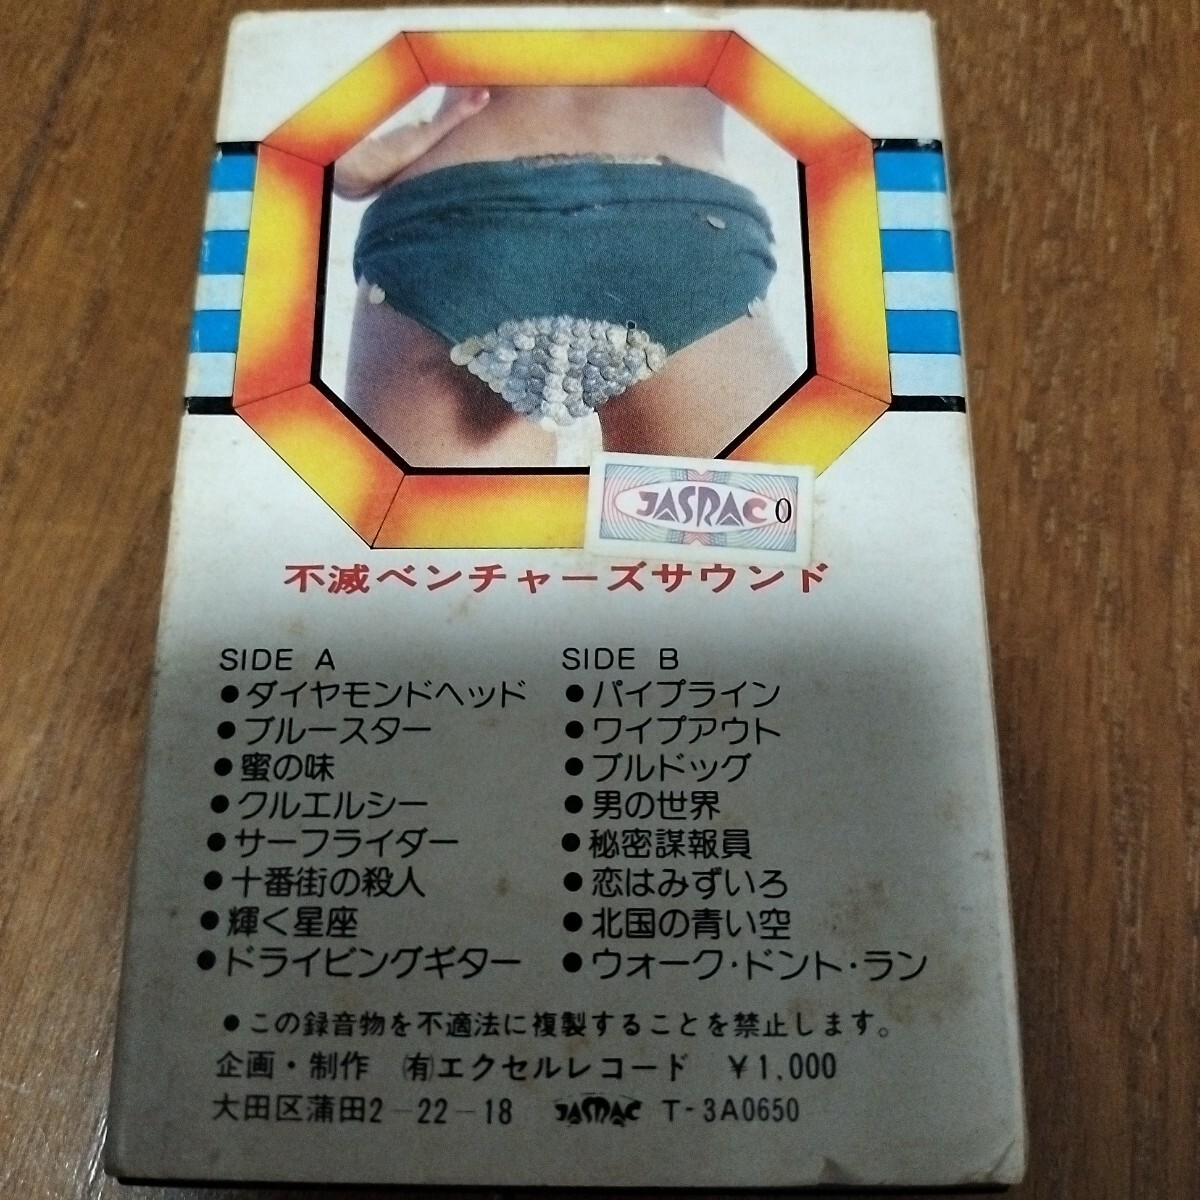 JASRAC 0
不滅ベンチャーズサウンド
SIDE A
●ダイヤモンドヘッド
●ブルースター
●蜜の味
●クルエルシー
●サーフライダー
●十番街の殺人
●輝く星座
●ドライビングギター
SIDE B
●パイプライン
●ワイプアウト
●ブルドッグ
●男の世界
●秘密諜報員
●恋はみずいろ
●北国の青い空
●ウォーク・ドント・ラン
●この録音物を不適法に複製することを禁止します。
企画・制作 ㈲エクセルレコード ￥1,000
大田区蒲田2-22-18 JASRAC T-3A0650